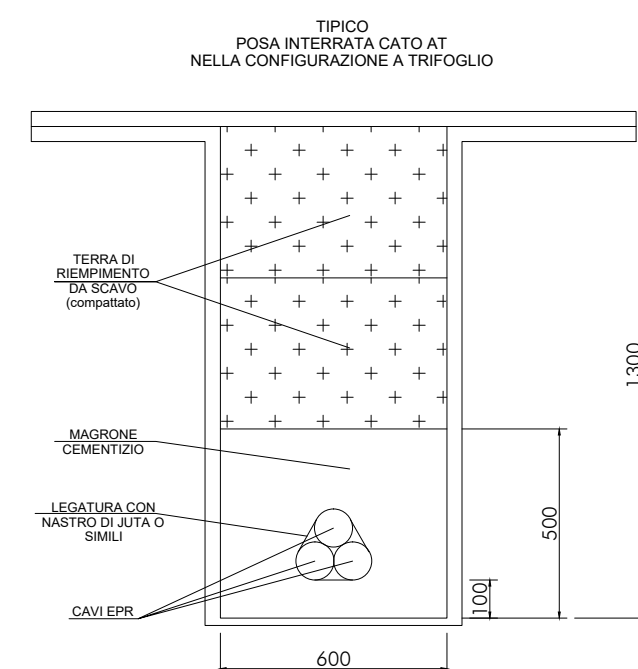 TIPICO
POSA INTERRATA CATO AT
NELLA CONFIGURAZIONE A TRIFOGLIO
TERRA DI
RIEMPIMENTO
DA SCAVO
(compattato)
1300
MAGRONE
CEMENTIZIO
LEGATURA CON
NASTRO DI JUTA O
SIMILI
500
100
CAVI EPR
600